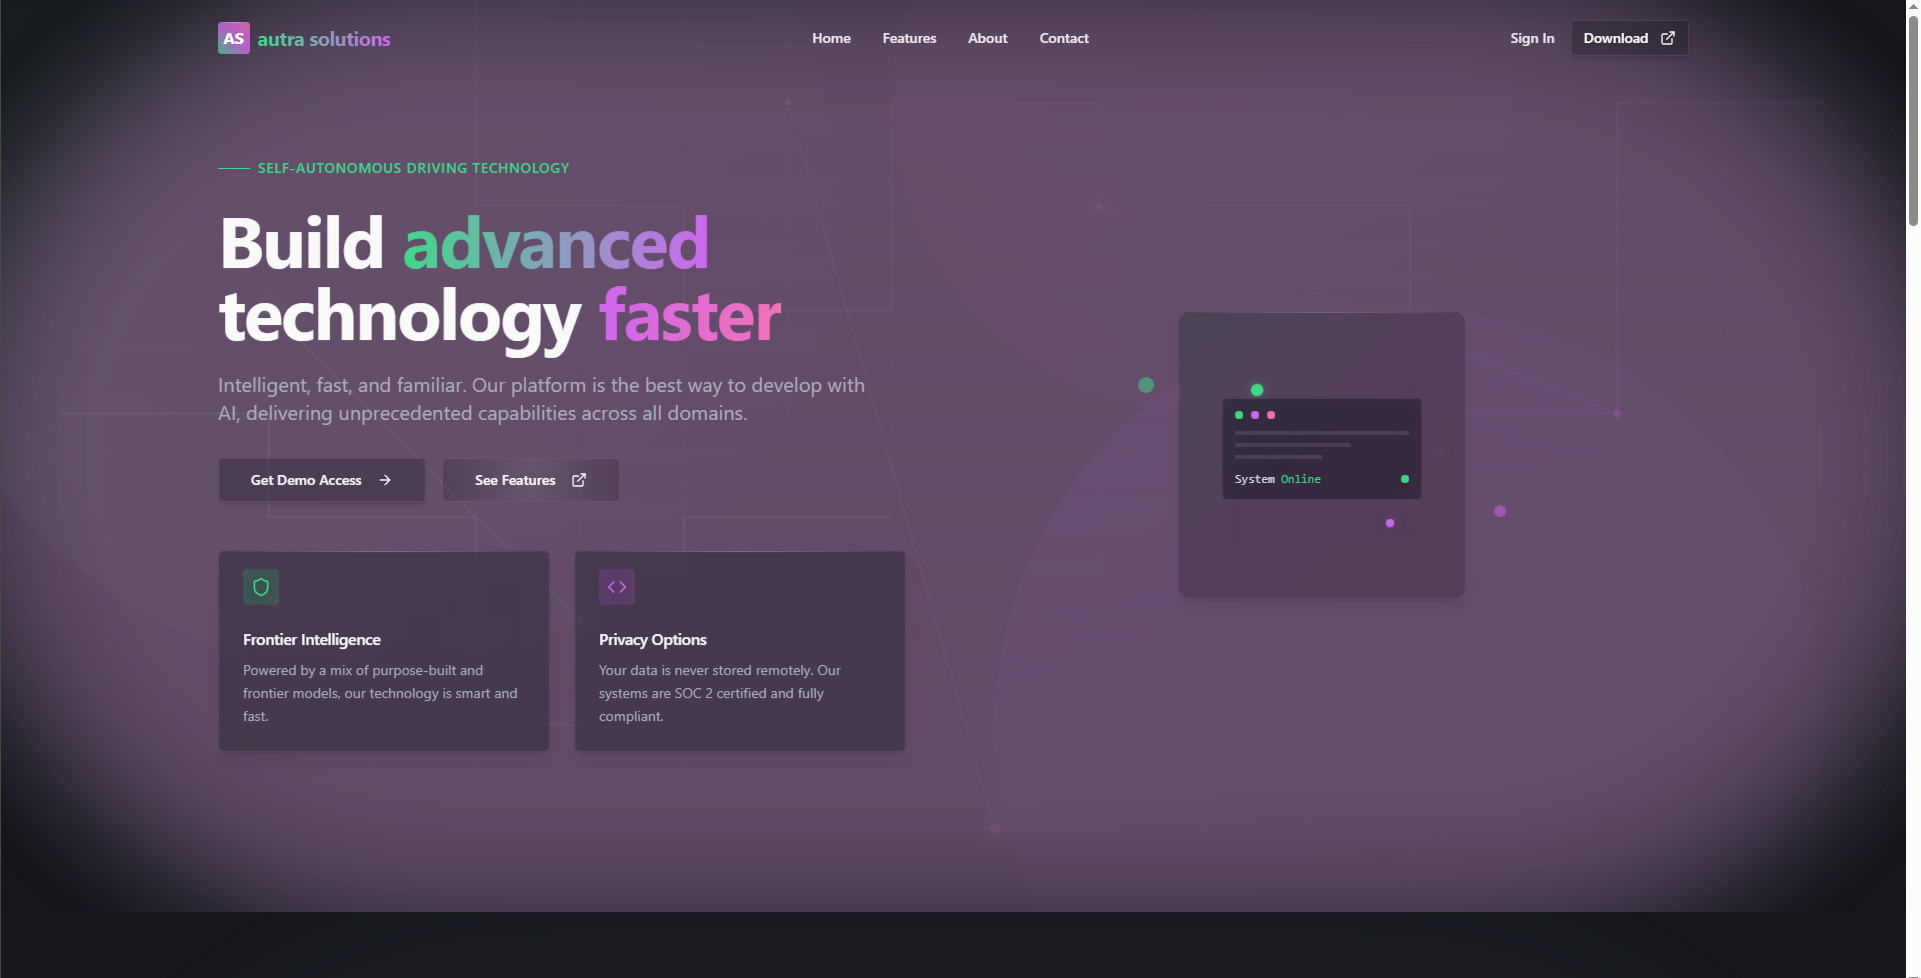 AS autra solutions
Home Features About Contact
Sign In Download
SELF-AUTONOMOUS DRIVING TECHNOLOGY
Build advanced
technology faster
Intelligent, fast, and familiar. Our platform is the best way to develop with
AI, delivering unprecedented capabilities across all domains.
Get Demo Access
See Features
System Online
Frontier Intelligence
Powered by a mix of purpose-built and
frontier models, our technology is smart and
fast.
Privacy Options
Your data is never stored remotely. Our
systems are SOC 2 certified and fully
compliant.